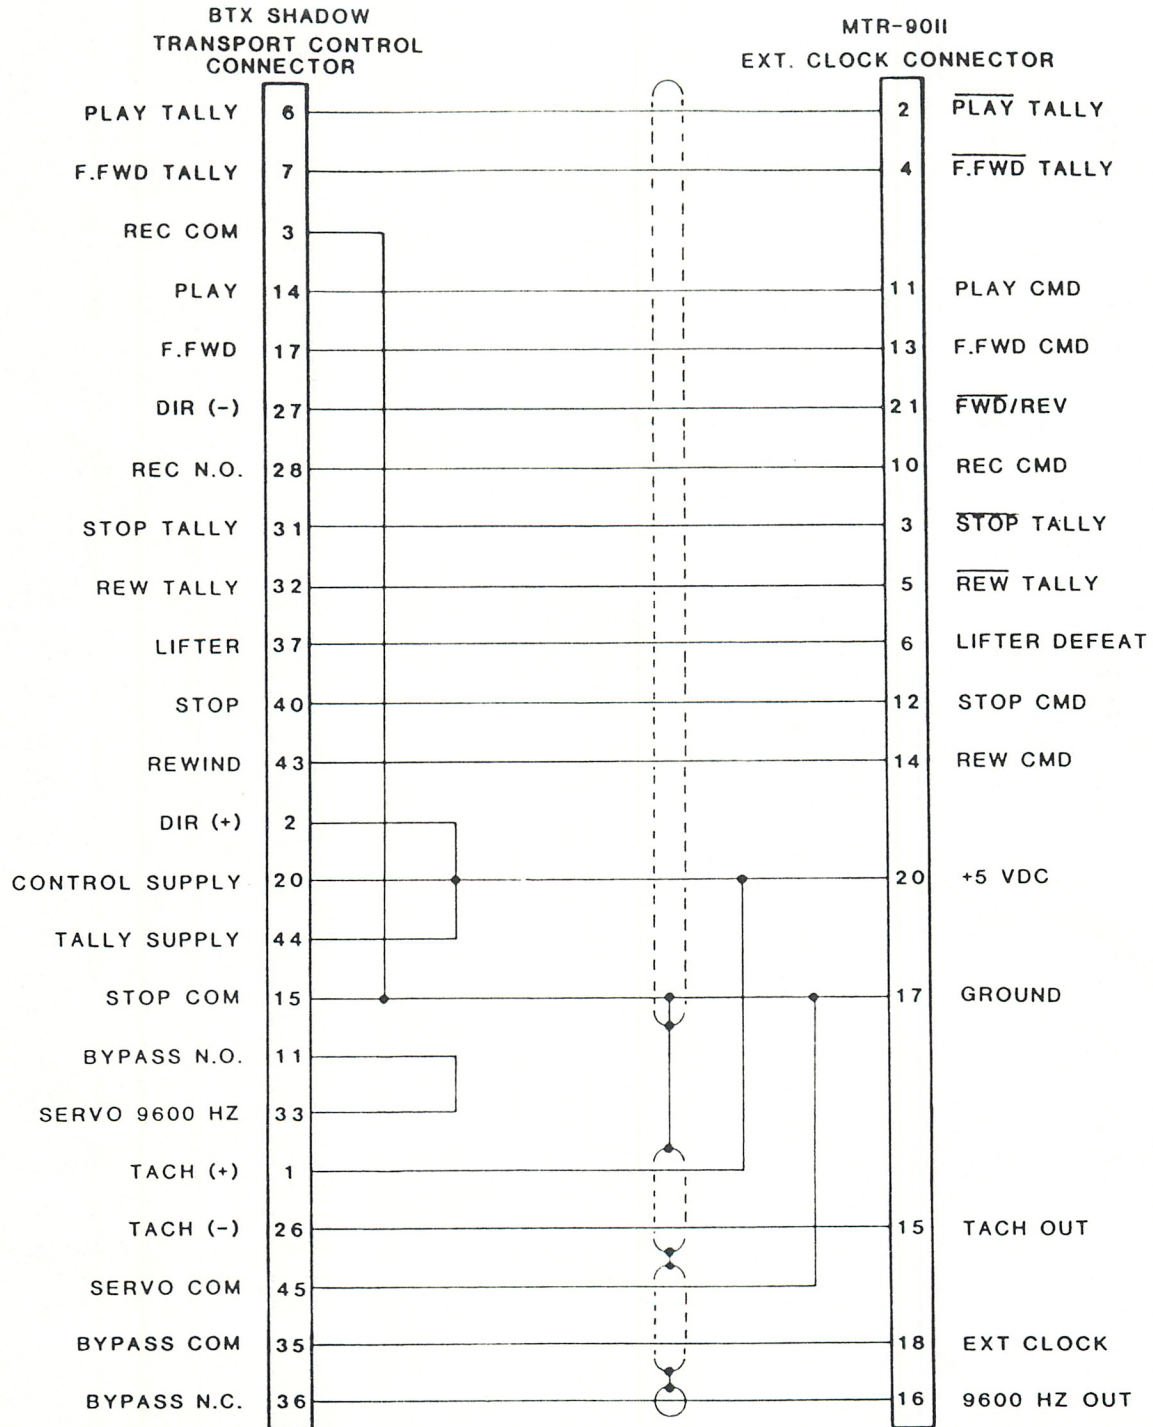 BTX SHADOW
TRANSPORT CONTROL
CONNECTOR
MTR-90II
EXT. CLOCK CONNECTOR
PLAY TALLY 6 2 PLAY TALLY
F.FWD TALLY 7 4 F.FWD TALLY
REC COM 3
PLAY 14 11 PLAY CMD
F.FWD 17 13 F.FWD CMD
DIR (-) 27 21 FWD/REV
REC N.O. 28 10 REC CMD
STOP TALLY 31 3 STOP TALLY
REW TALLY 32 5 REW TALLY
LIFTER 37 6 LIFTER DEFEAT
STOP 40 12 STOP CMD
REWIND 43 14 REW CMD
DIR (+) 2
CONTROL SUPPLY 20 20 +5 VDC
TALLY SUPPLY 44
STOP COM 15 17 GROUND
BYPASS N.O. 11
SERVO 9600 HZ 33
TACH (+) 1
TACH (-) 26 15 TACH OUT
SERVO COM 45
BYPASS COM 35 18 EXT CLOCK
BYPASS N.C. 36 16 9600 HZ OUT